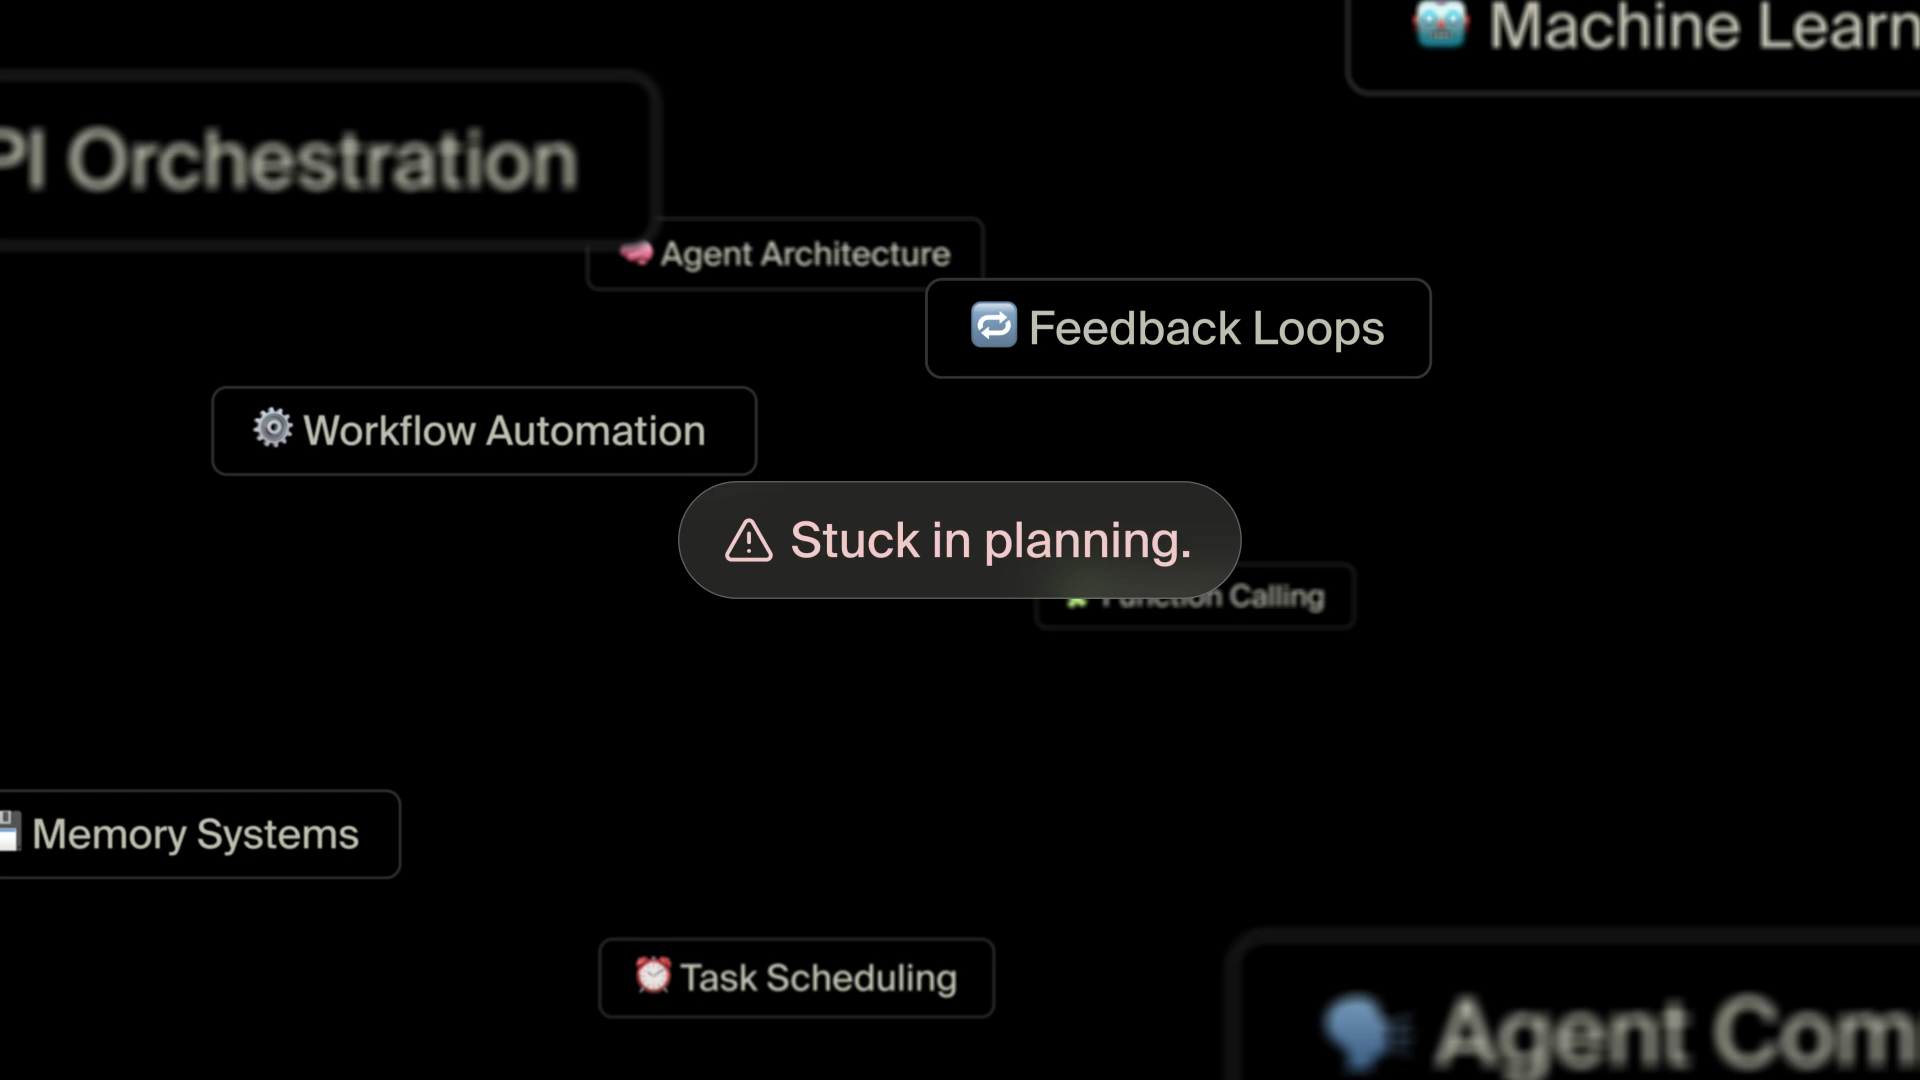 Machine Learn
PI Orchestration
Agent Architecture
Feedback Loops
Workflow Automation
Stuck in planning.
Function Calling
Memory Systems
Task Scheduling
Agent Com